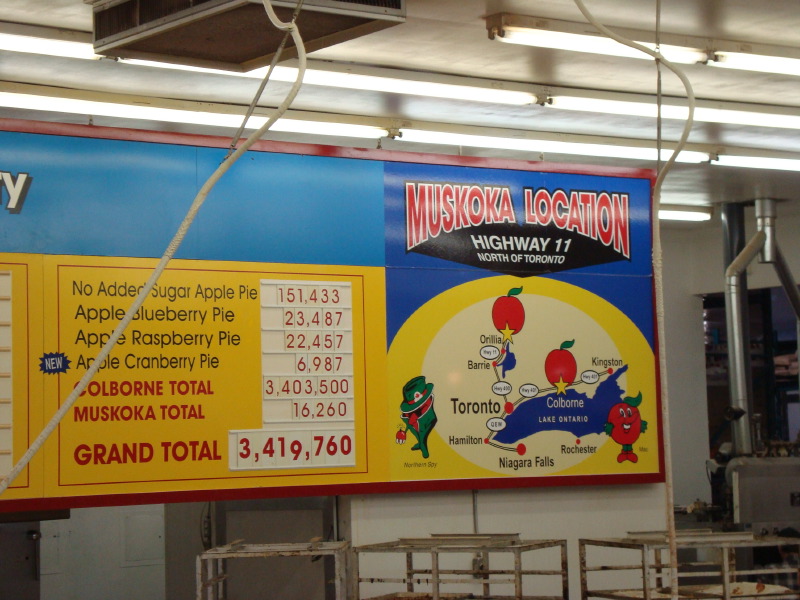 ry
No Added Sugar Apple Pie 151,433
Apple Blueberry Pie 23,487
Apple Raspberry Pie 22,457
NEW Apple Cranberry Pie 6,987
COLBORNE TOTAL 3,403,500
MUSKOKA TOTAL 16,260
GRAND TOTAL 3,419,760
MUSKOKA LOCATION
HIGHWAY 11
NORTH OF TORONTO
Orillia
Hwy 11
Barrie
Kingston
Hwy 400
Hwy 401
Hwy 401
Toronto
Colborne
LAKE ONTARIO
QEW
Hamilton
Rochester
Niagara Falls
Northern Spy